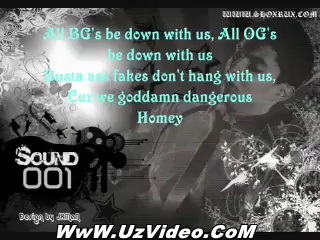 WWW.SHOXRUX.COM
All BG's be down with us, All OG's
be down with us
Busta ass fakes don't hang with us,
Cuz we goddamn dangerous
Homey
SOUND
001
Design by
WwW.UzVideo.CoM